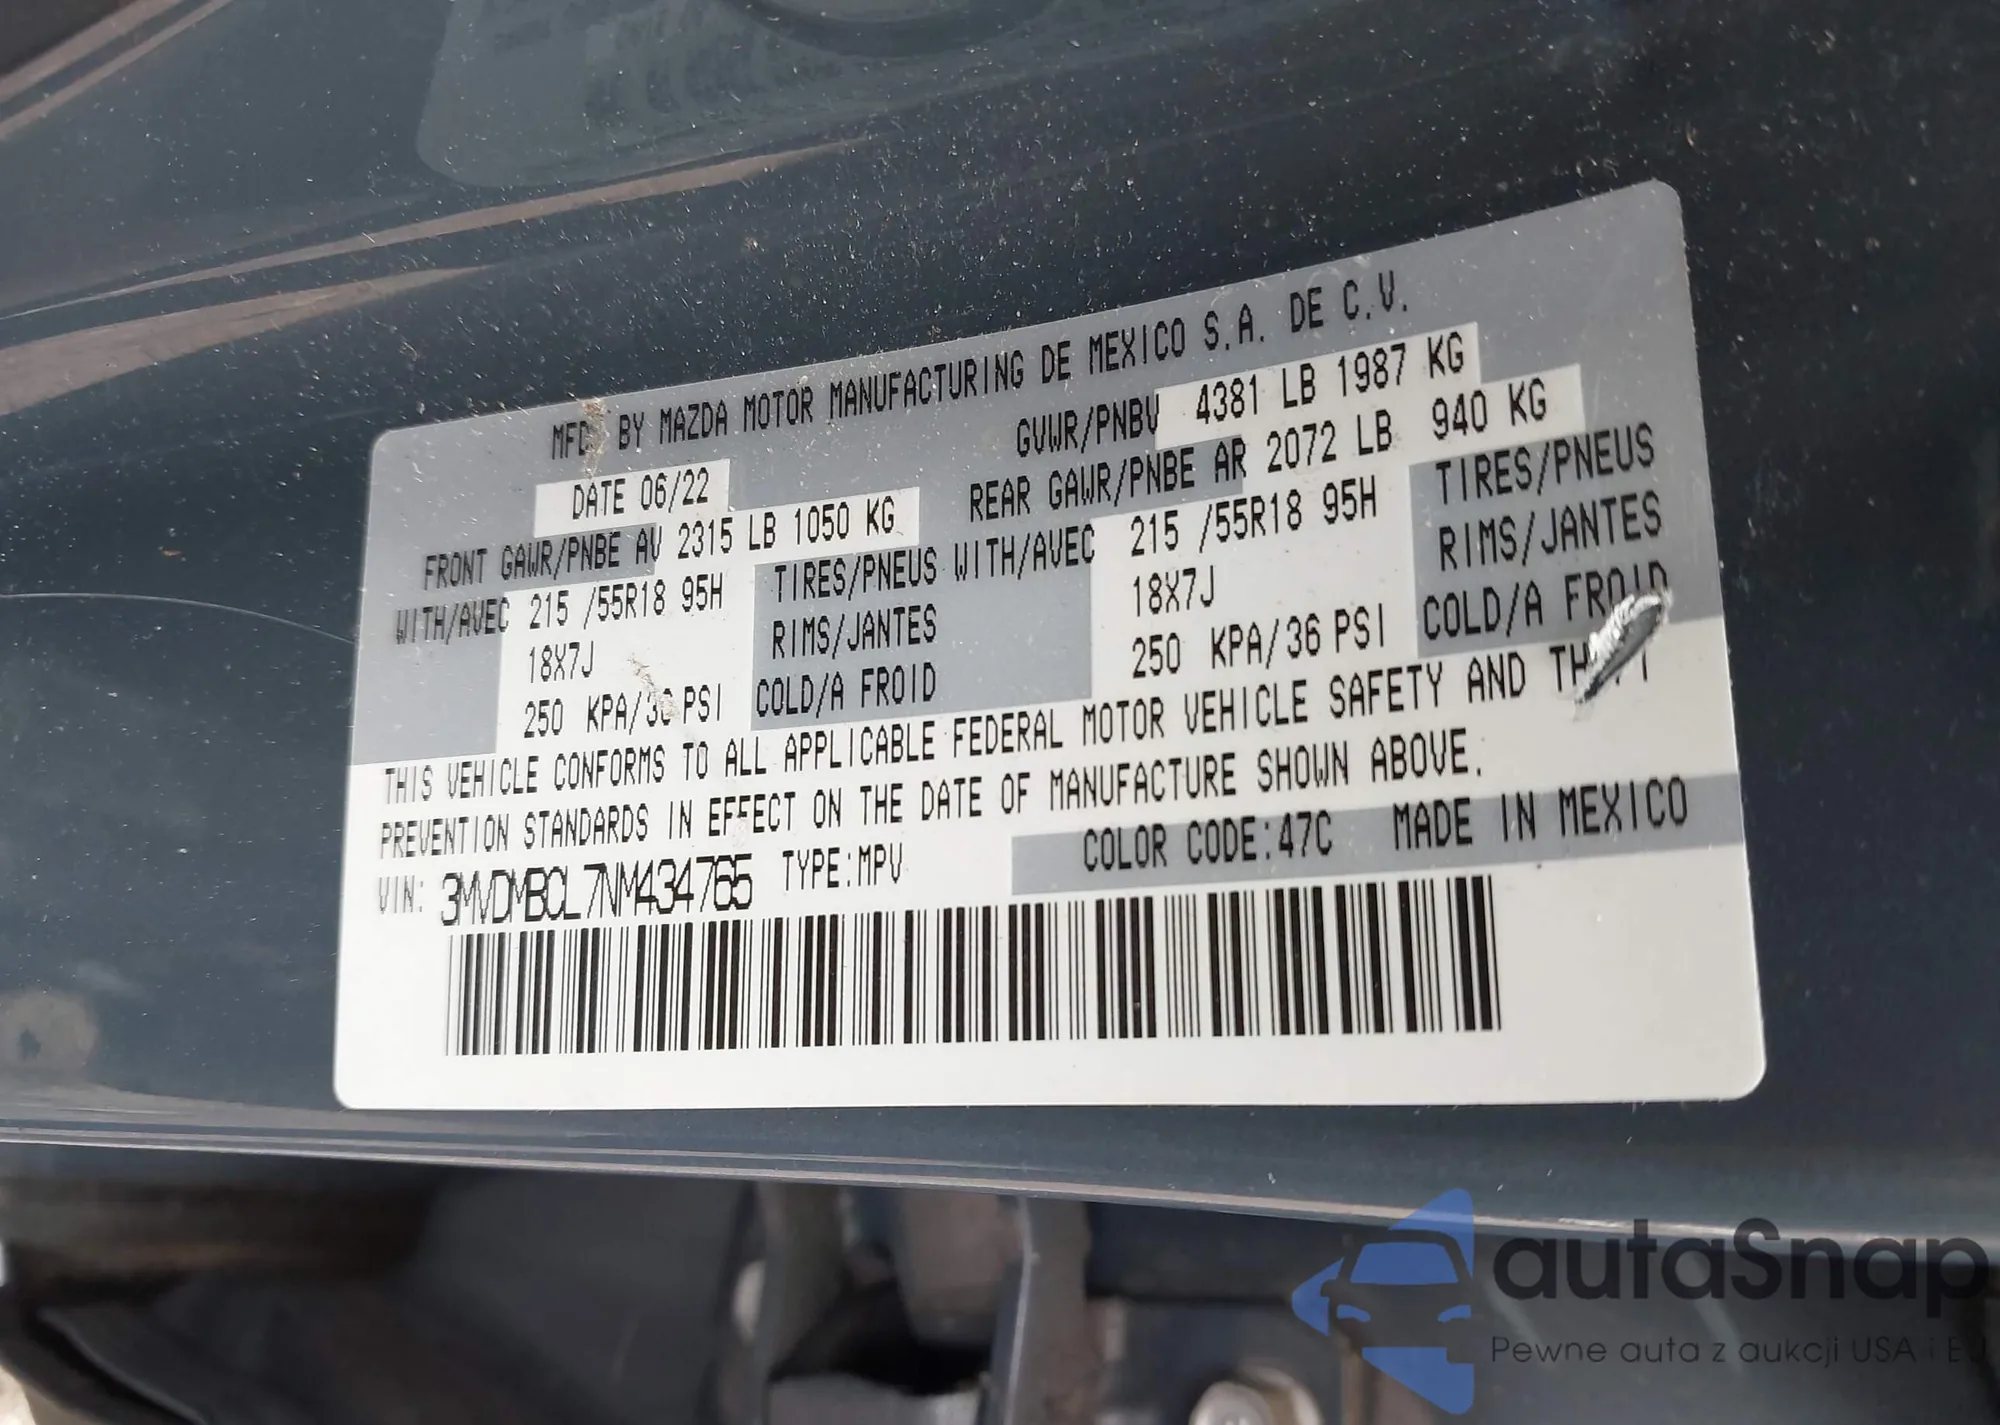 MFD BY MAZDA MOTOR MANUFACTURING DE MEXICO S.A. DE C.V.
DATE 06/22 GVWR/PNBV 4381 LB 1987 KG
FRONT GAWR/PNBE AV 2315 LB 1050 KG REAR GAWR/PNBE AR 2072 LB 940 KG
WITH/AVEC 215 /55R18 95H TIRES/PNEUS WITH/AVEC 215 /55R18 95H TIRES/PNEUS
18X7J RIMS/JANTES 18X7J RIMS/JANTES
250 KPA/36 PSI COLD/A FROID 250 KPA/36 PSI COLD/A FROID
THIS VEHICLE CONFORMS TO ALL APPLICABLE FEDERAL MOTOR VEHICLE SAFETY AND THEFT
PREVENTION STANDARDS IN EFFECT ON THE DATE OF MANUFACTURE SHOWN ABOVE.
VIN: 3MVDMBCL7NM434765 TYPE:MPV COLOR CODE:47C MADE IN MEXICO
autaSnap
Pewne auta z aukcji USA i EU